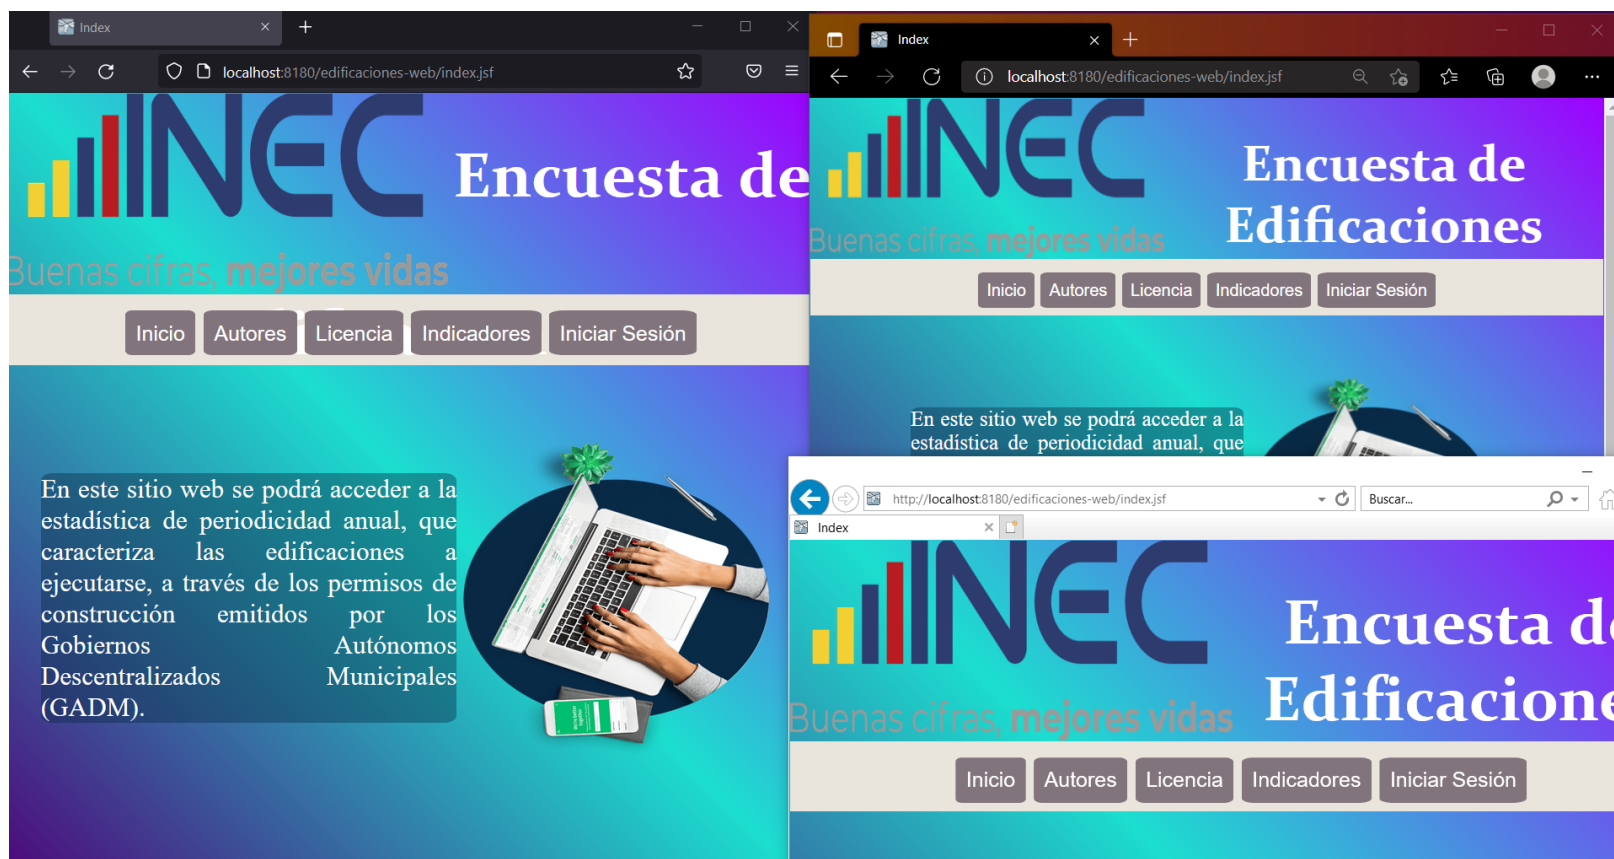 Index
localhost:8180/edificaciones-web/index.jsf
INEC
Buenas cifras, mejores vidas
Encuesta de
Inicio
Autores
Licencia
Indicadores
Iniciar Sesión
En este sitio web se podrá acceder a la
estadística de periodicidad anual, que
caracteriza las edificaciones a
ejecutarse, a través de los permisos de
construcción emitidos por los
Gobiernos Autónomos
Descentralizados Municipales
(GADM).
Index
localhost:8180/edificaciones-web/index.jsf
INEC
Buenas cifras, mejores vidas
Encuesta de
Edificaciones
Inicio
Autores
Licencia
Indicadores
Iniciar Sesión
En este sitio web se podrá acceder a la
estadística de periodicidad anual, que
http://localhost:8180/edificaciones-web/index.jsf
Buscar...
Index
INEC
Buenas cifras, mejores vidas
Encuesta de
Edificacione
Inicio
Autores
Licencia
Indicadores
Iniciar Sesión